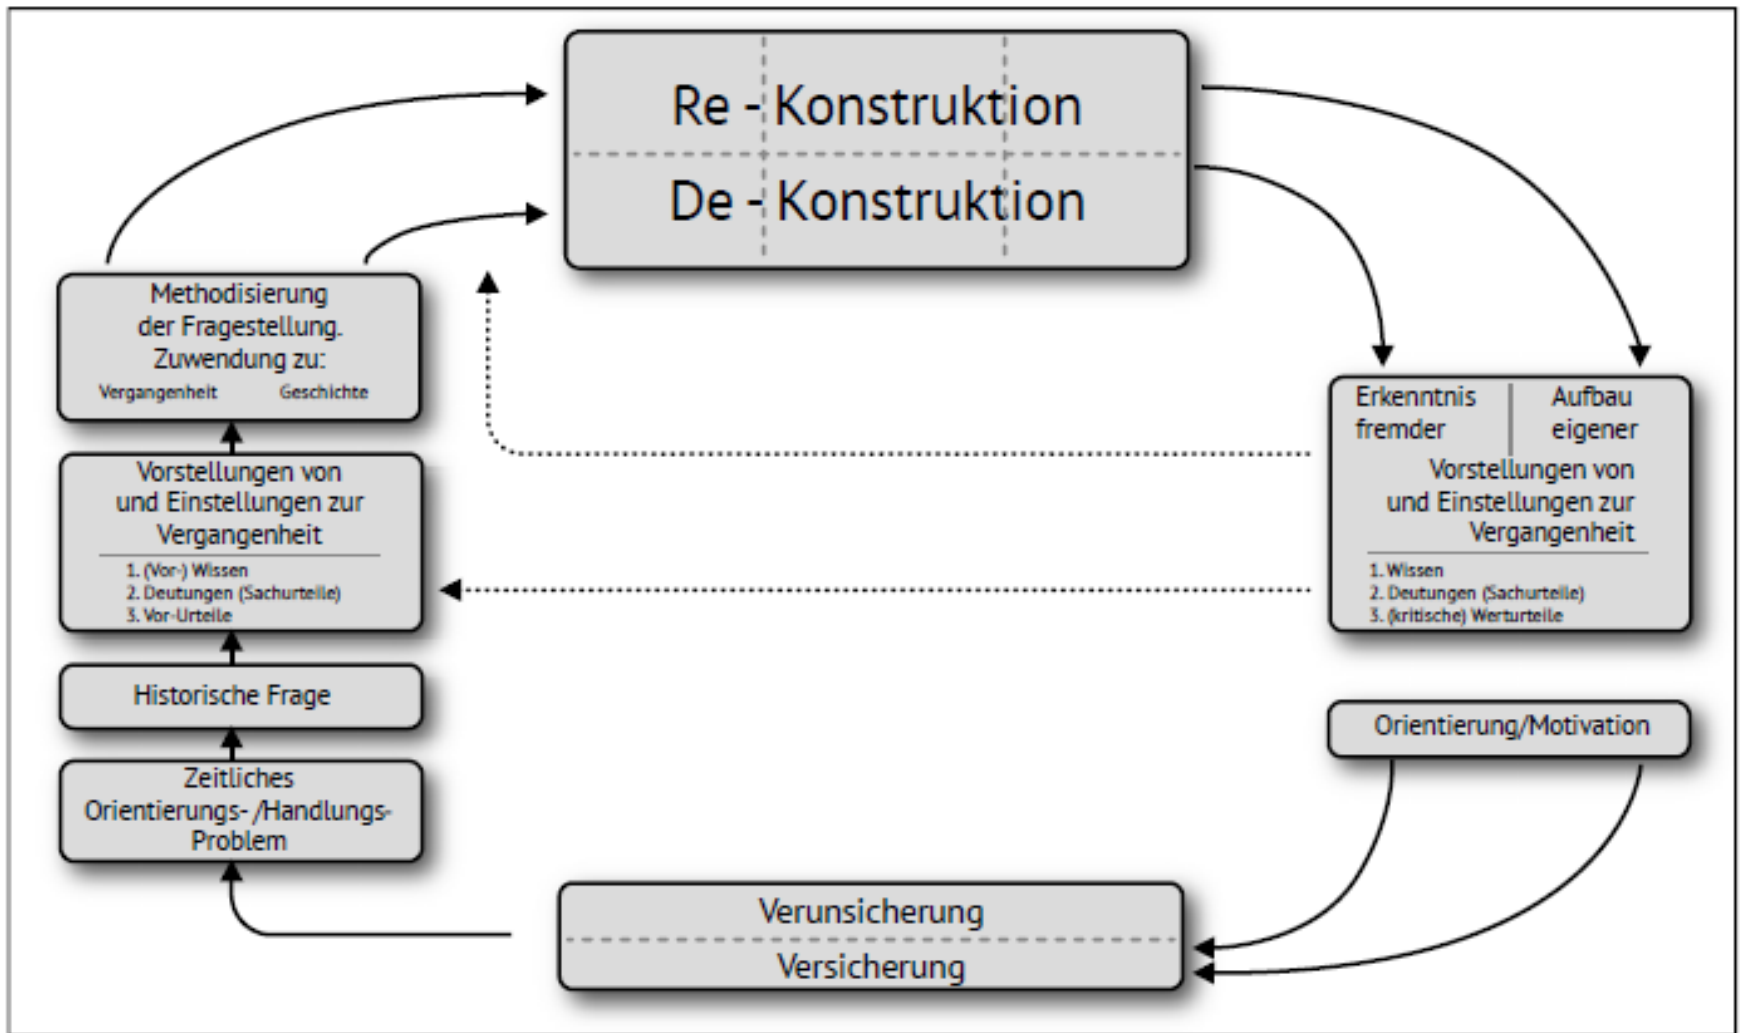 Re - Konstruktion
De - Konstruktion
Methodisierung
der Fragestellung.
Zuwendung zu:
Vergangenheit Geschichte
Vorstellungen von
und Einstellungen zur
Vergangenheit
1. (Vor-) Wissen
2. Deutungen (Sachurteile)
3. Vor-Urteile
Historische Frage
Zeitliches
Orientierungs- /Handlungs-
Problem
Erkenntnis Aufbau
fremder eigener
Vorstellungen von
und Einstellungen zur
Vergangenheit
1. Wissen
2. Deutungen (Sachurteile)
3. (kritische) Werturteile
Orientierung/Motivation
Verunsicherung
Versicherung